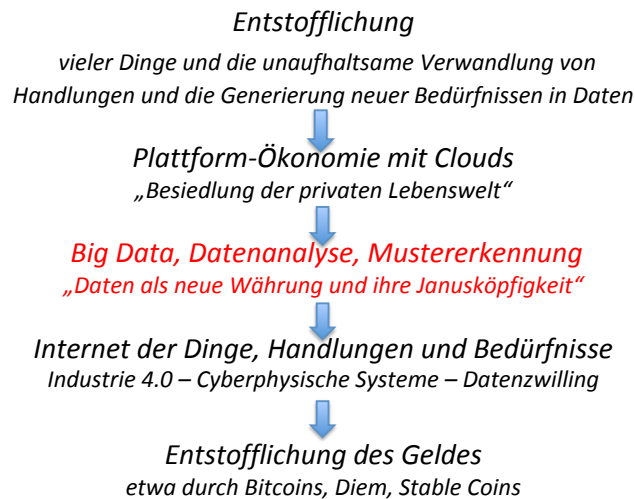 Entstofflichung
vieler Dinge und die unaufhaltsame Verwandlung von
Handlungen und die Generierung neuer Bedürfnissen in Daten
Plattform-Ökonomie mit Clouds
„Besiedlung der privaten Lebenswelt“
Big Data, Datenanalyse, Mustererkennung
„Daten als neue Währung und ihre Janusköpfigkeit“
Internet der Dinge, Handlungen und Bedürfnisse
Industrie 4.0 – Cyberphysische Systeme – Datenzwilling
Entstofflichung des Geldes
etwa durch Bitcoins, Diem, Stable Coins